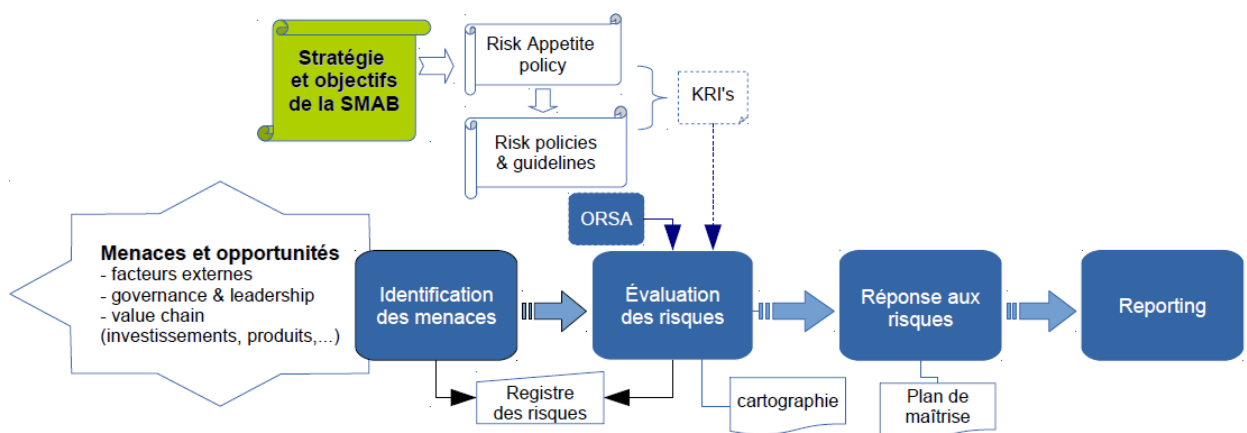 Stratégie
et objectifs
de la SMAB
Risk Appetite
policy
KRI's
Risk policies
& guidelines
ORSA
Menaces et opportunités
- facteurs externes
- governance & leadership
- value chain
(investissements, produits,...)
Identification
des menaces
Évaluation
des risques
Réponse aux
risques
Reporting
Registre
des risques
cartographie
Plan de
maîtrise